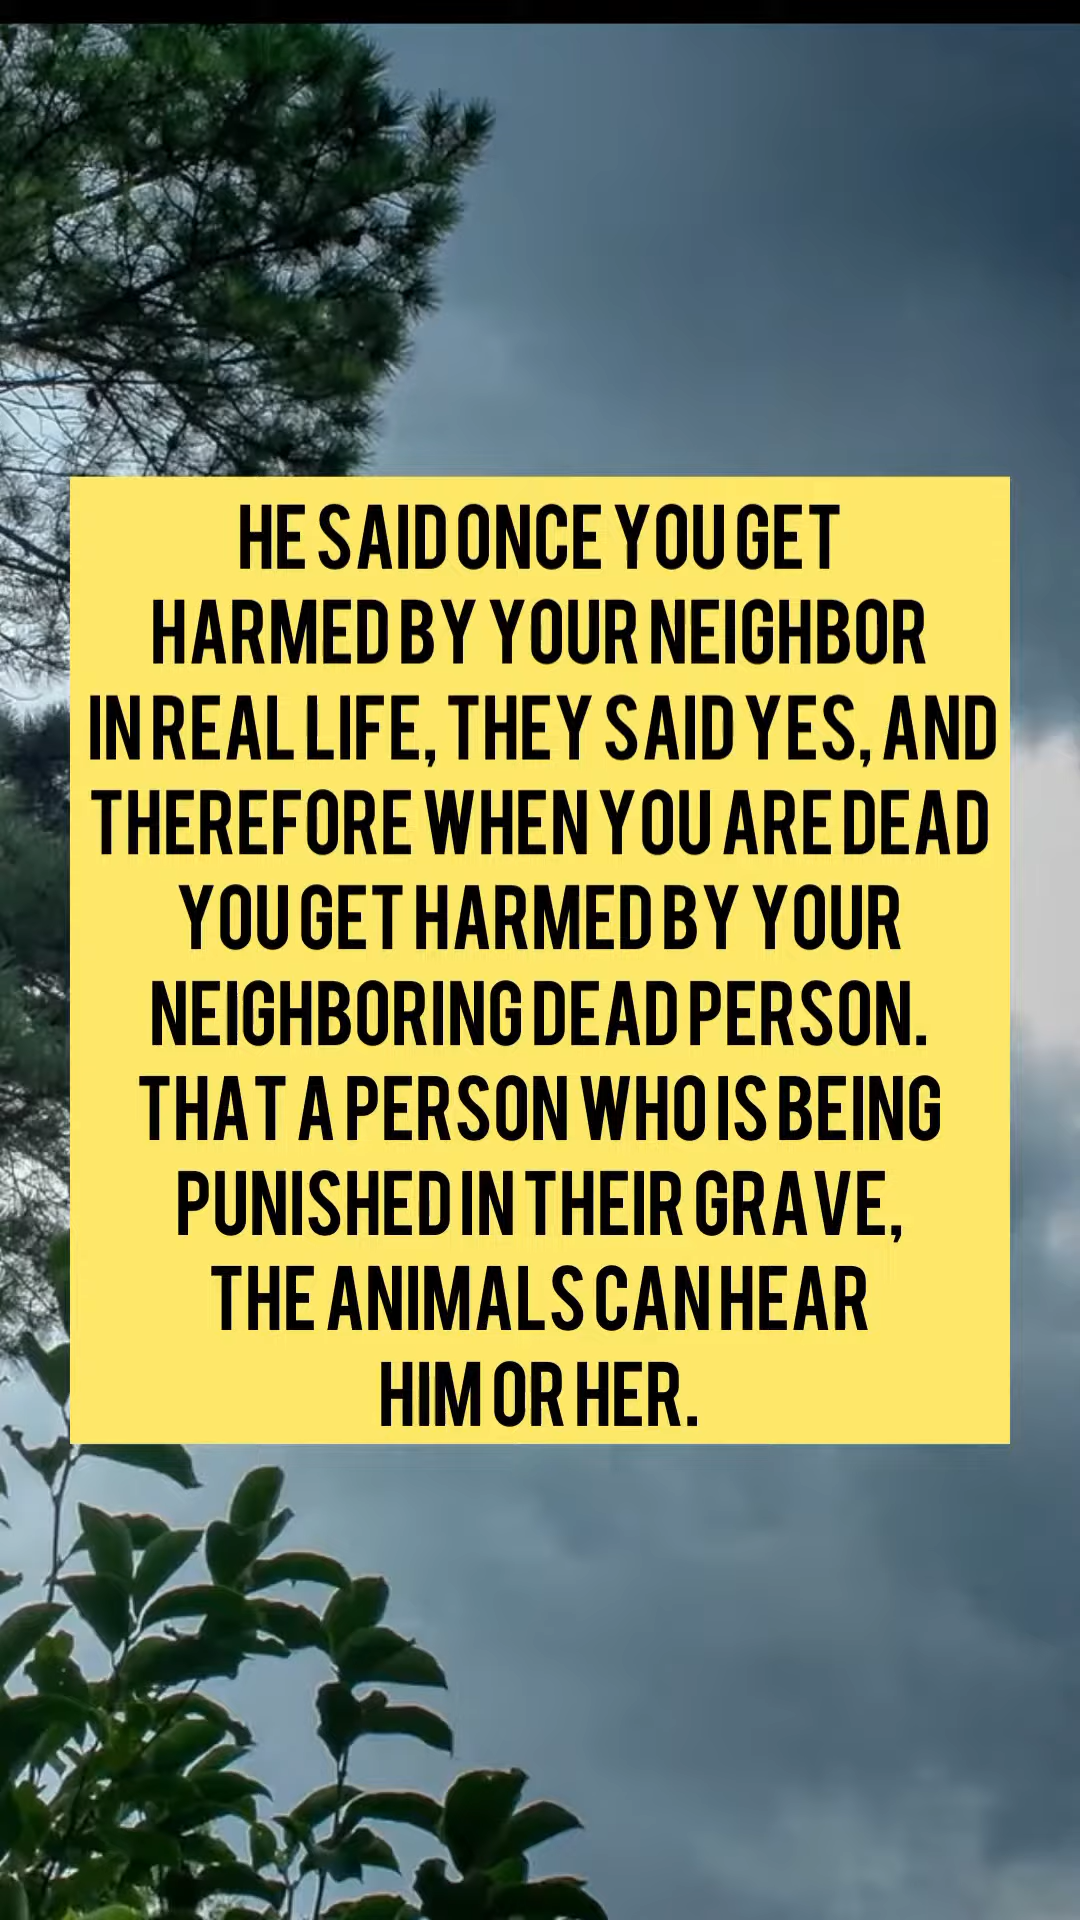 HE SAID ONCE YOU GET
HARMED BY YOUR NEIGHBOR
IN REAL LIFE, THEY SAID YES, AND
THEREFORE WHEN YOU ARE DEAD
YOU GET HARMED BY YOUR
NEIGHBORING DEAD PERSON.
THAT A PERSON WHO IS BEING
PUNISHED IN THEIR GRAVE,
THE ANIMALS CAN HEAR
HIM OR HER.